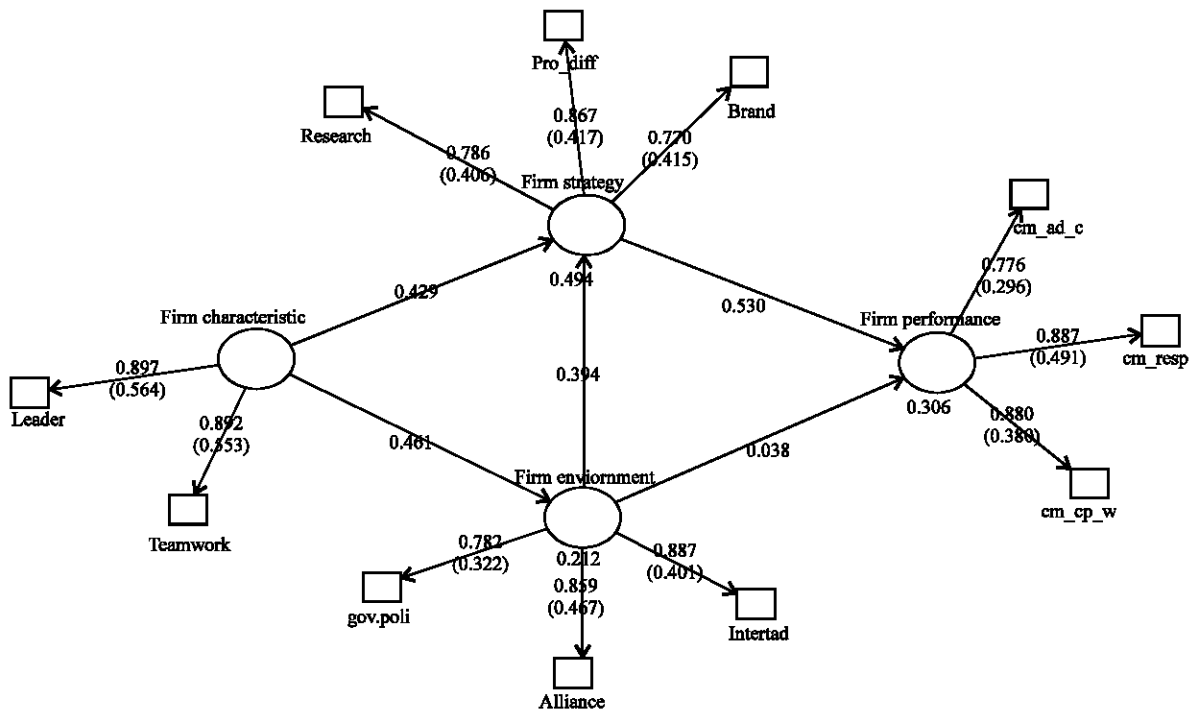 Pro_diff
Brand
Research
0.867
(0.417)
0.770
(0.415)
0.786
(0.406)
Firm strategy
cm_ad_c
0.494
0.776
(0.296)
0.429
0.530
Firm characteristic
Firm performance
0.887
(0.491)
cm_resp
0.897
(0.564)
0.394
Leader
0.306
0.880
(0.380)
0.892
(0.553)
0.461
0.038
Firm enviornment
cm_cp_w
Teamwork
0.782
(0.322)
0.212
0.887
(0.401)
0.859
(0.467)
gov.poli
Intertad
Alliance